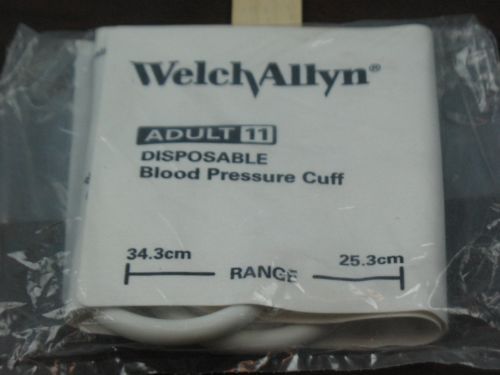 WelchAllyn®
ADULT 11
DISPOSABLE
Blood Pressure Cuff
34.3cm 25.3cm
RANGE